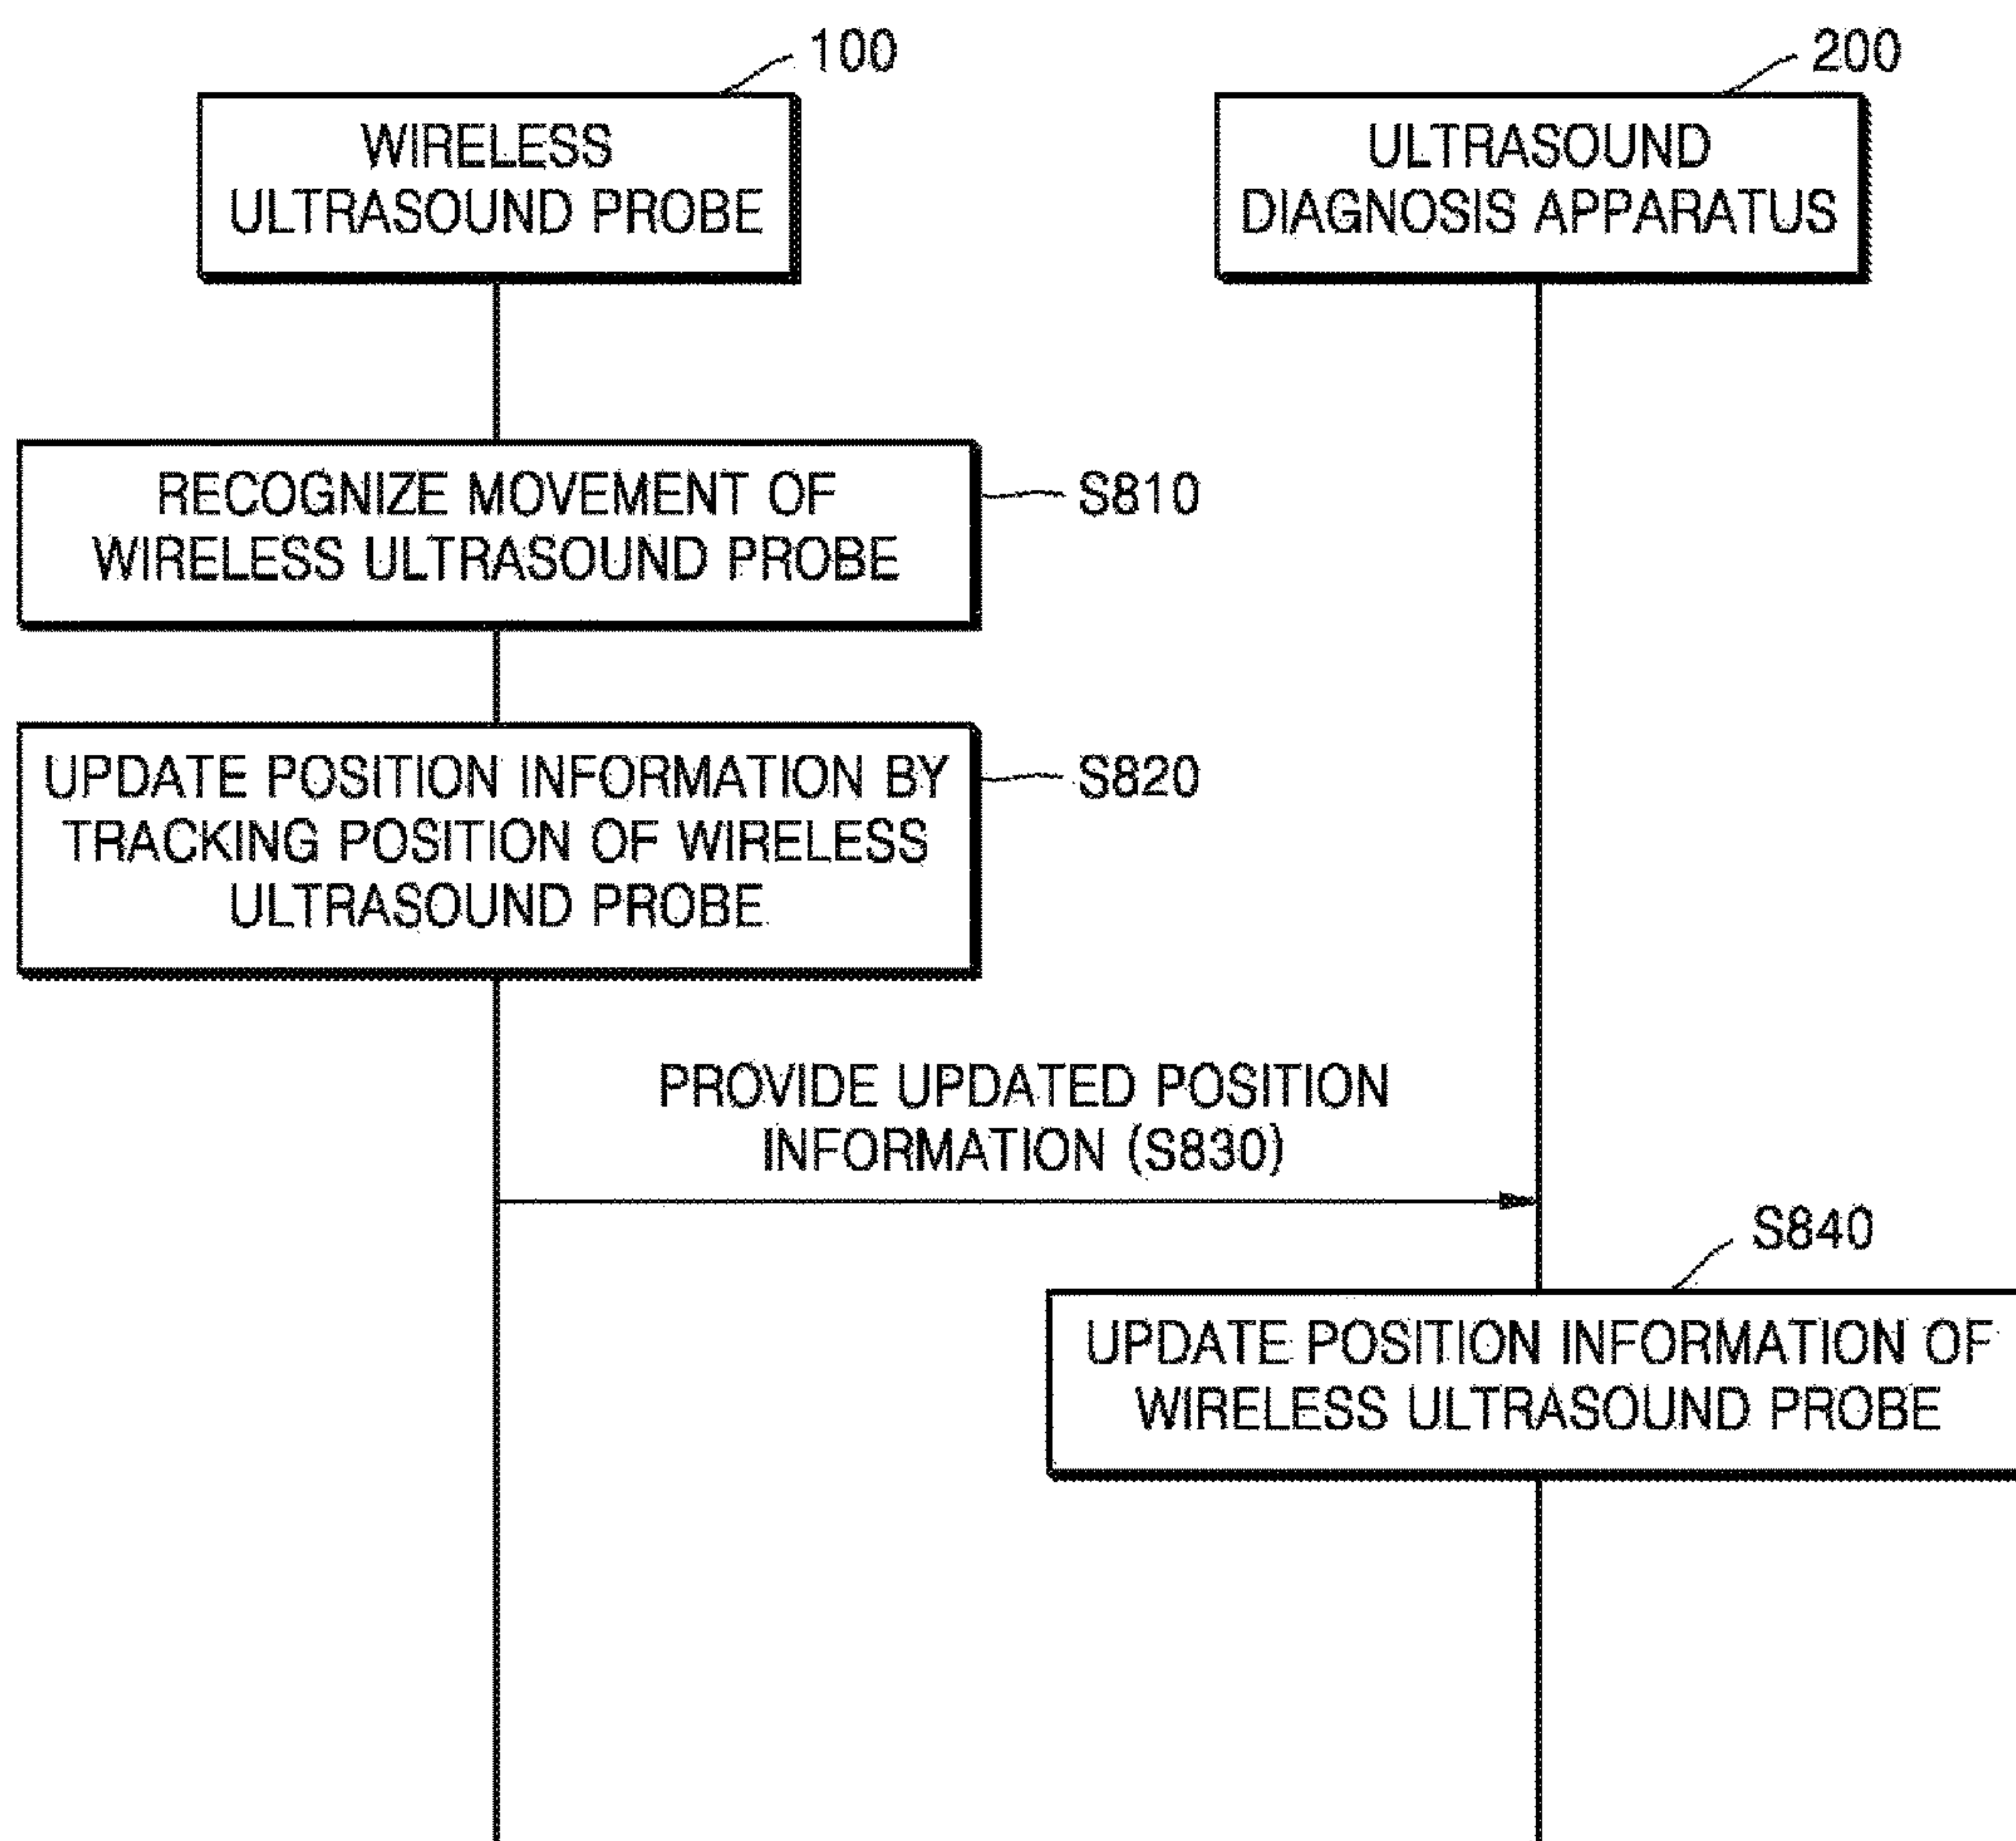 100
WIRELESS
ULTRASOUND PROBE
200
ULTRASOUND
DIAGNOSIS APPARATUS
RECOGNIZE MOVEMENT OF
WIRELESS ULTRASOUND PROBE
S810
UPDATE POSITION INFORMATION BY
TRACKING POSITION OF WIRELESS
ULTRASOUND PROBE
S820
PROVIDE UPDATED POSITION
INFORMATION (S830)
S840
UPDATE POSITION INFORMATION OF
WIRELESS ULTRASOUND PROBE